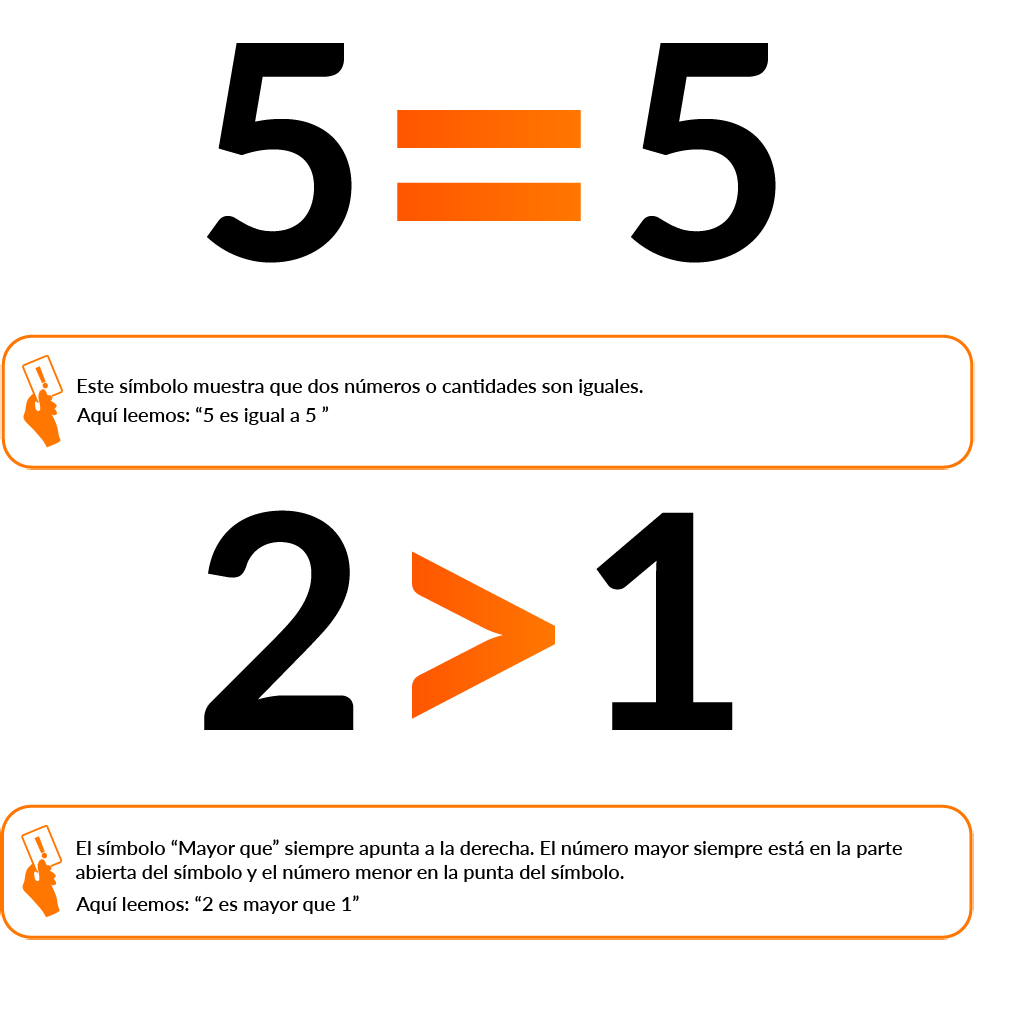 5 = 5
Este símbolo muestra que dos números o cantidades son iguales.
Aquí leemos: “5 es igual a 5 ”
2 > 1
El símbolo “Mayor que” siempre apunta a la derecha. El número mayor siempre está en la parte
abierta del símbolo y el número menor en la punta del símbolo.
Aquí leemos: “2 es mayor que 1”